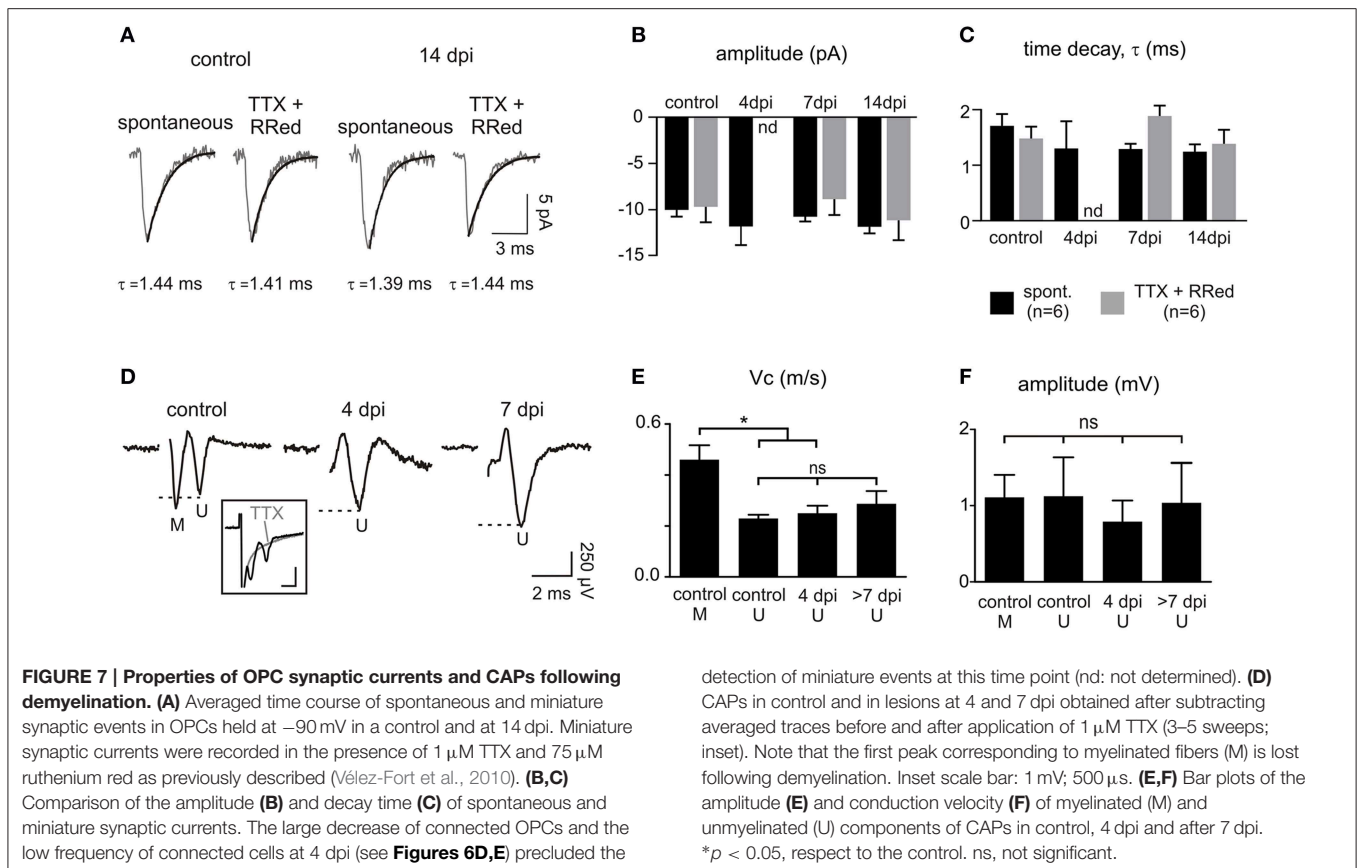 A
control
14 dpi
spontaneous
TTX +
RRed
spontaneous
TTX +
RRed
5 pA
3 ms
τ =1.44 ms
τ =1.41 ms
τ =1.39 ms
τ =1.44 ms
B
amplitude (pA)
control 4dpi 7dpi 14dpi
0
nd
-5
-10
-15
C
time decay, τ (ms)
2
1
0
nd
control 4dpi 7dpi 14dpi
spont.
(n=6)
TTX + RRed
(n=6)
D
control
4 dpi
7 dpi
M
U
U
U
TTX
250 µV
2 ms
E
Vc (m/s)
0.6
*
ns
0.0
control
M
control
U
4 dpi
U
>7 dpi
U
F
amplitude (mV)
2
ns
1
0
control
M
control
U
4 dpi
U
>7 dpi
U
FIGURE 7 | Properties of OPC synaptic currents and CAPs following
demyelination. (A) Averaged time course of spontaneous and miniature
synaptic events in OPCs held at −90 mV in a control and at 14 dpi. Miniature
synaptic currents were recorded in the presence of 1 µM TTX and 75 µM
ruthenium red as previously described (Vélez-Fort et al., 2010). (B,C)
Comparison of the amplitude (B) and decay time (C) of spontaneous and
miniature synaptic currents. The large decrease of connected OPCs and the
low frequency of connected cells at 4 dpi (see Figures 6D,E) precluded the
detection of miniature events at this time point (nd: not determined). (D)
CAPs in control and in lesions at 4 and 7 dpi obtained after subtracting
averaged traces before and after application of 1 µM TTX (3–5 sweeps;
inset). Note that the first peak corresponding to myelinated fibers (M) is lost
following demyelination. Inset scale bar: 1 mV; 500 µs. (E,F) Bar plots of the
amplitude (E) and conduction velocity (F) of myelinated (M) and
unmyelinated (U) components of CAPs in control, 4 dpi and after 7 dpi.
*p < 0.05, respect to the control. ns, not significant.